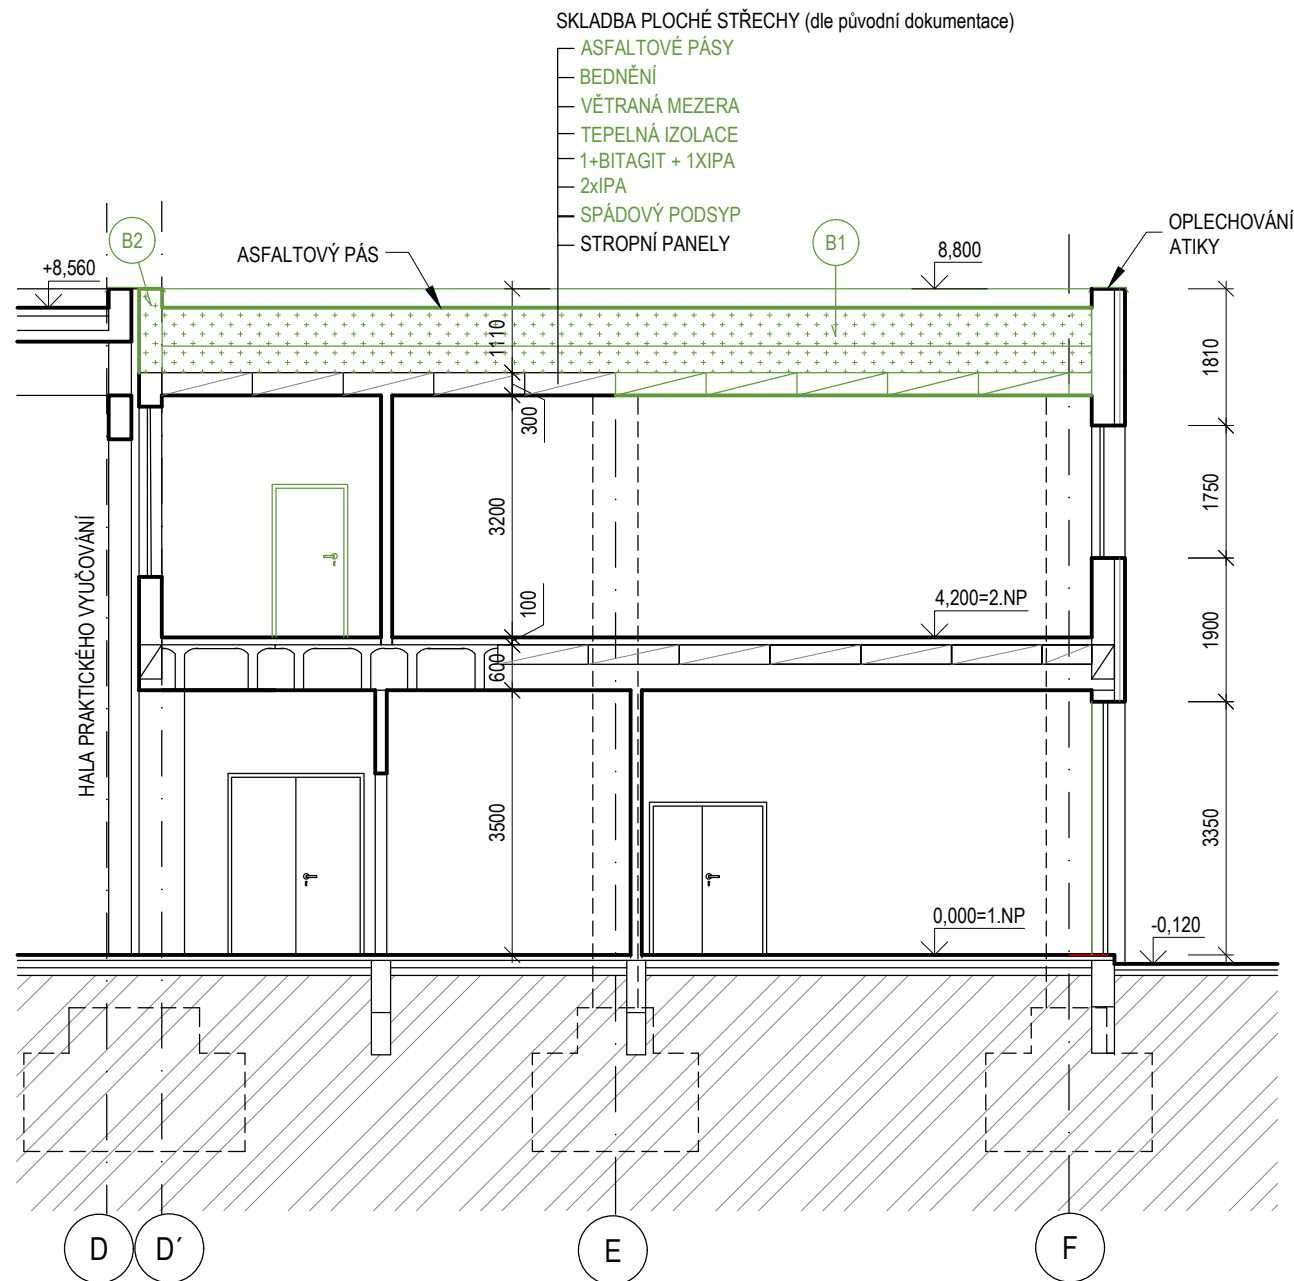 SKLADBA PLOCHÉ STŘECHY (dle původní dokumentace)
ASFALTOVÉ PÁSY
BEDNĚNÍ
VĚTRANÁ MEZERA
TEPELNÁ IZOLACE
1+BITAGIT + 1XIPA
2xIPA
SPÁDOVÝ PODSYP
STROPNÍ PANELY
B2
ASFALTOVÝ PÁS
B1
OPLECHOVÁNÍ
ATIKY
+8,560
8,800
1110
1810
300
3200
1750
HALA PRAKTICKÉHO VYUČOVÁNÍ
100
4,200=2.NP
1900
600
3500
3350
0,000=1.NP
-0,120
D
D´
E
F